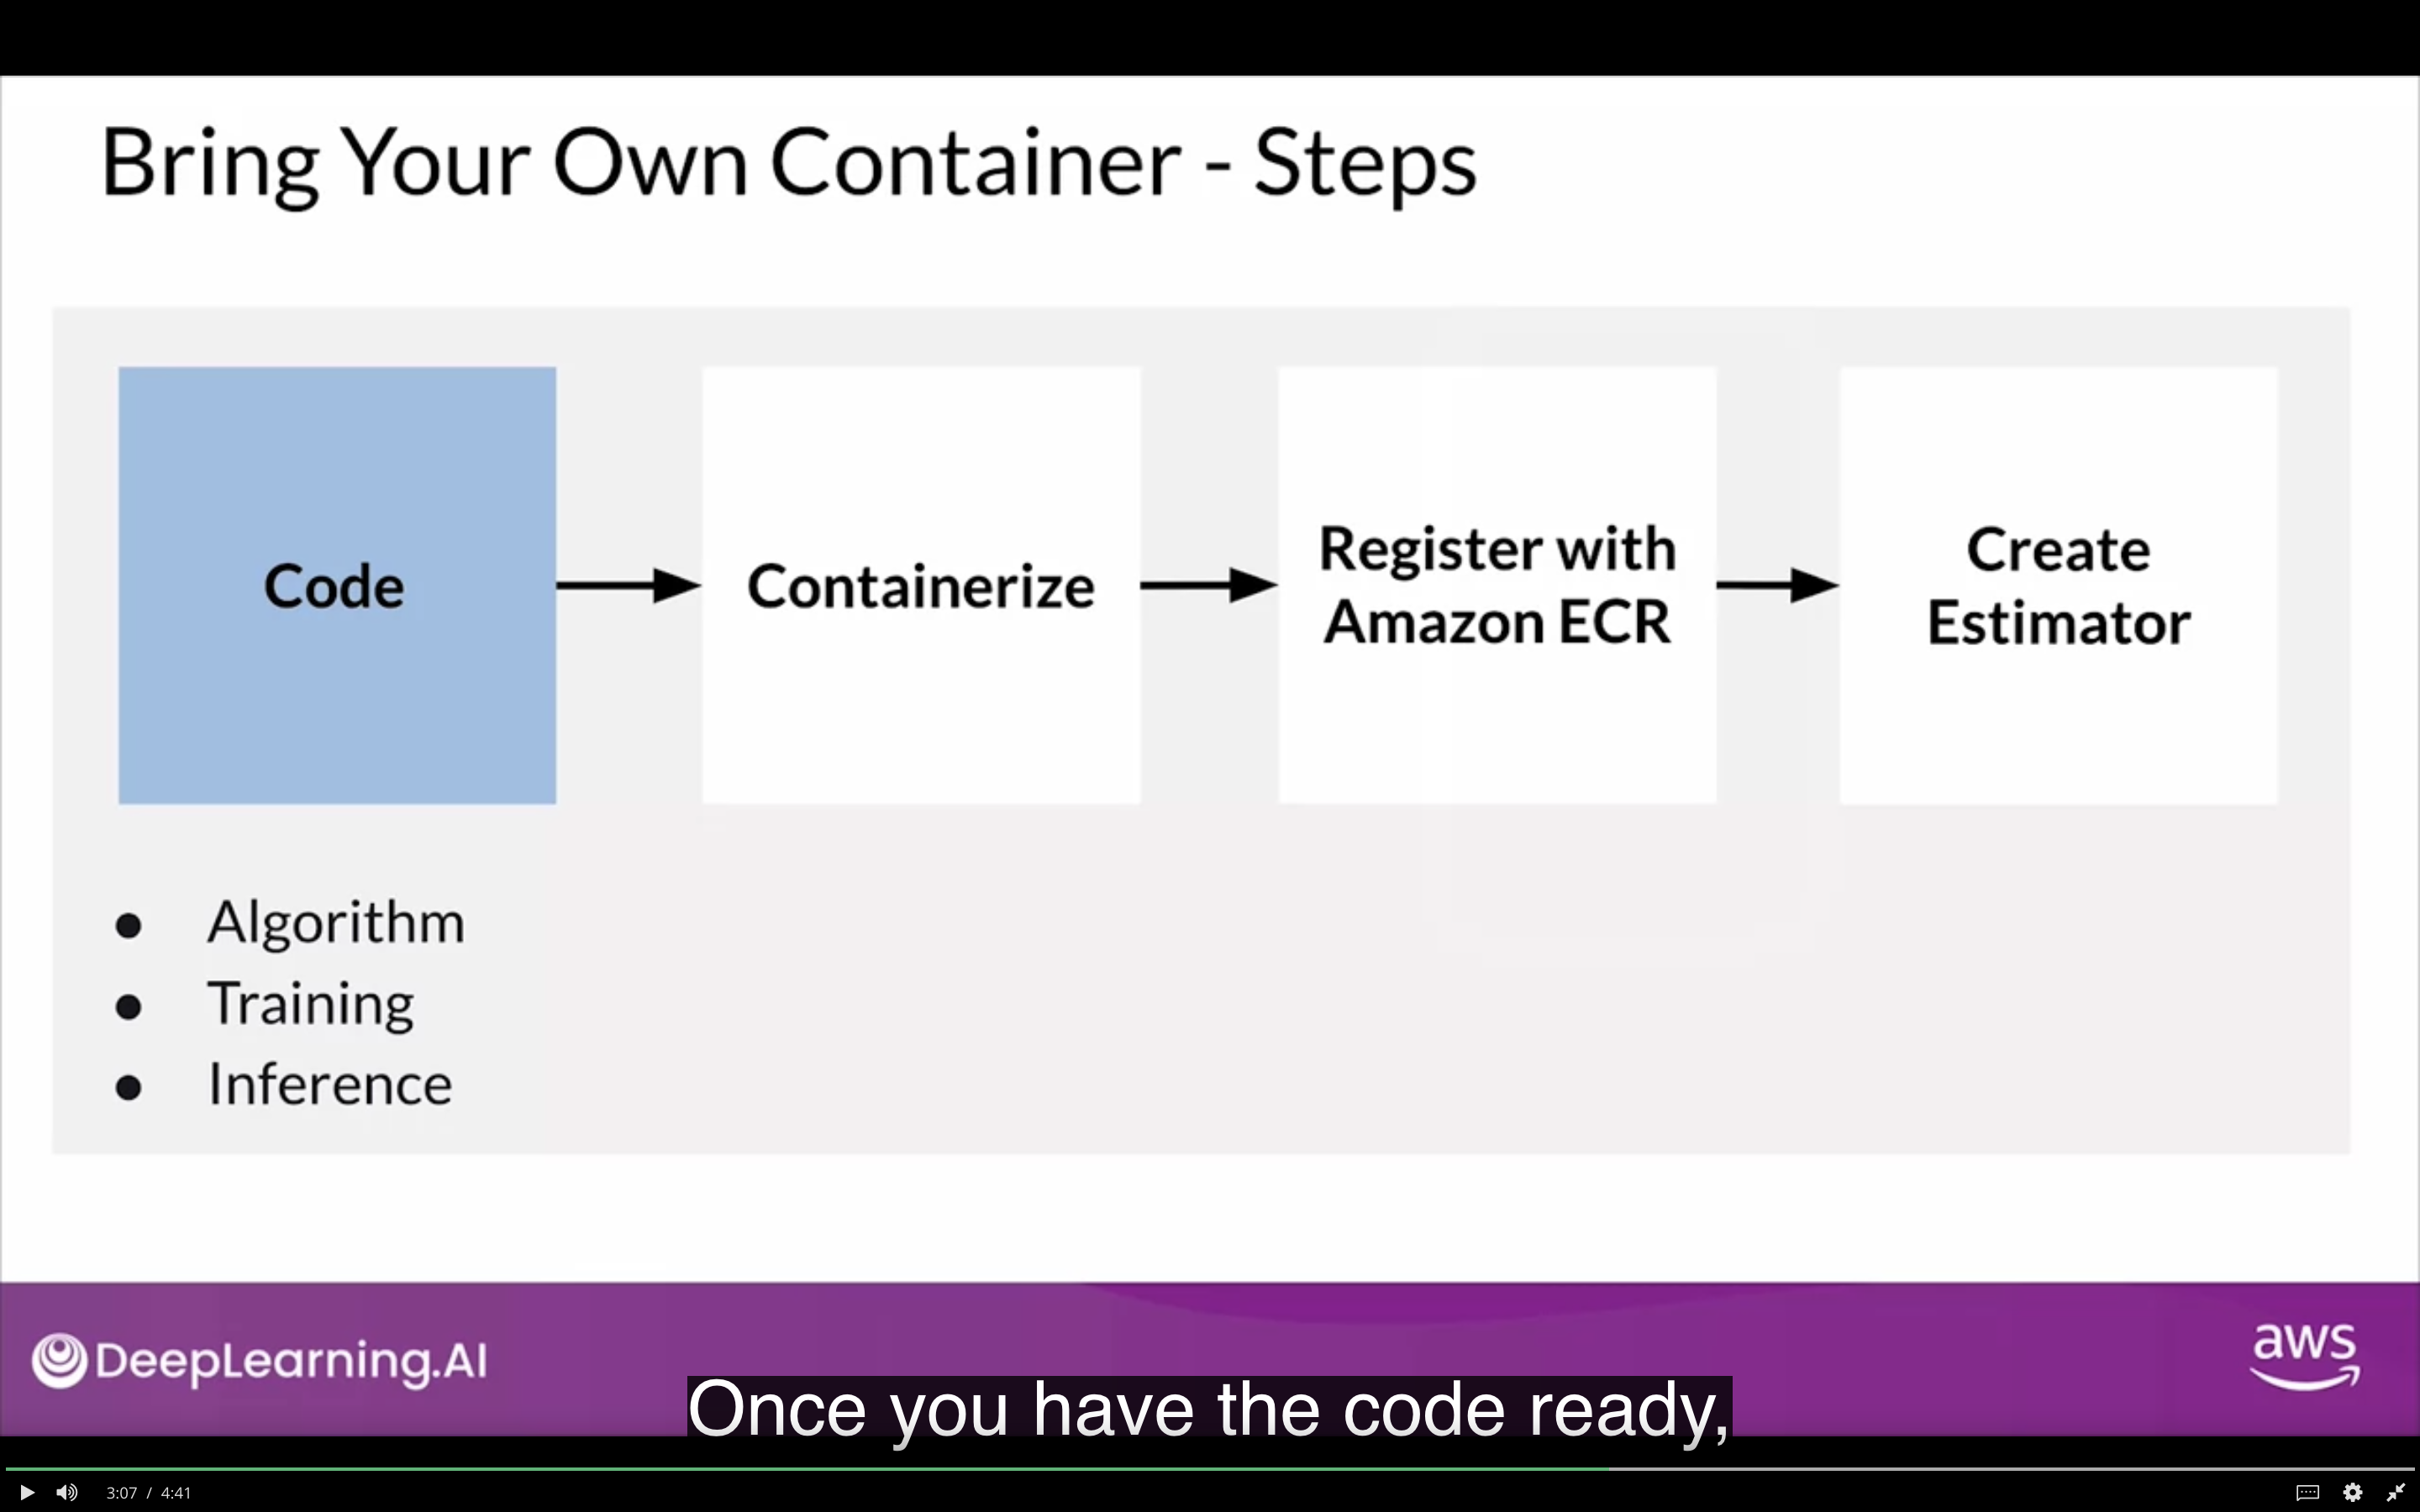 Bring Your Own Container - Steps
Code
Containerize
Register with
Amazon ECR
Create
Estimator
● Algorithm
● Training
● Inference
DeepLearning.AI
aws
Once you have the code ready,
3:07 / 4:41